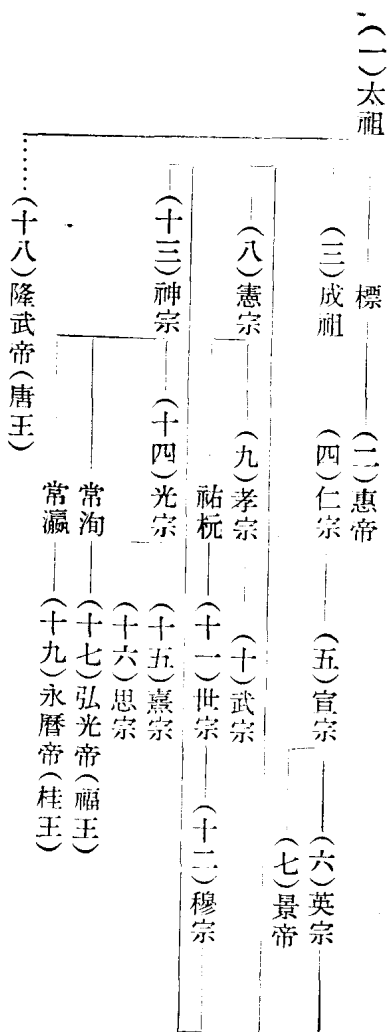 (一)太祖
標
(二)惠帝
(三)成祖
(四)仁宗
(五)宣宗
(六)英宗
(七)景帝
(八)憲宗
(九)孝宗
(十)武宗
祐杬
(十一)世宗
(十二)穆宗
(十三)神宗
(十四)光宗
(十五)熹宗
(十六)思宗
常洵
(十七)弘光帝(福王)
常瀛
(十九)永曆帝(桂王)
(十八)隆武帝(唐王)